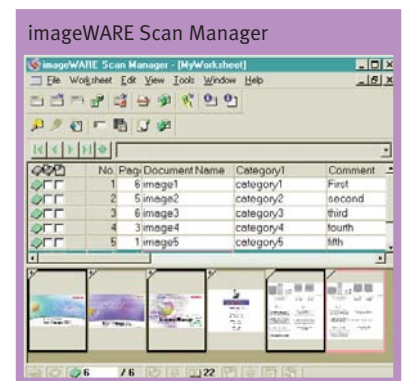 imageWARE Scan Manager
imageWARE Scan Manager - [MyWorksheet]
File Worksheet Edit View Tools Window Help
No. Page Document Name Category1 Comment
1 6 image1 category1 First
2 5 image2 category2 second
3 6 image3 category3 third
4 3 image4 category4 fourth
5 1 image5 category5 fifth
6 / 6 22